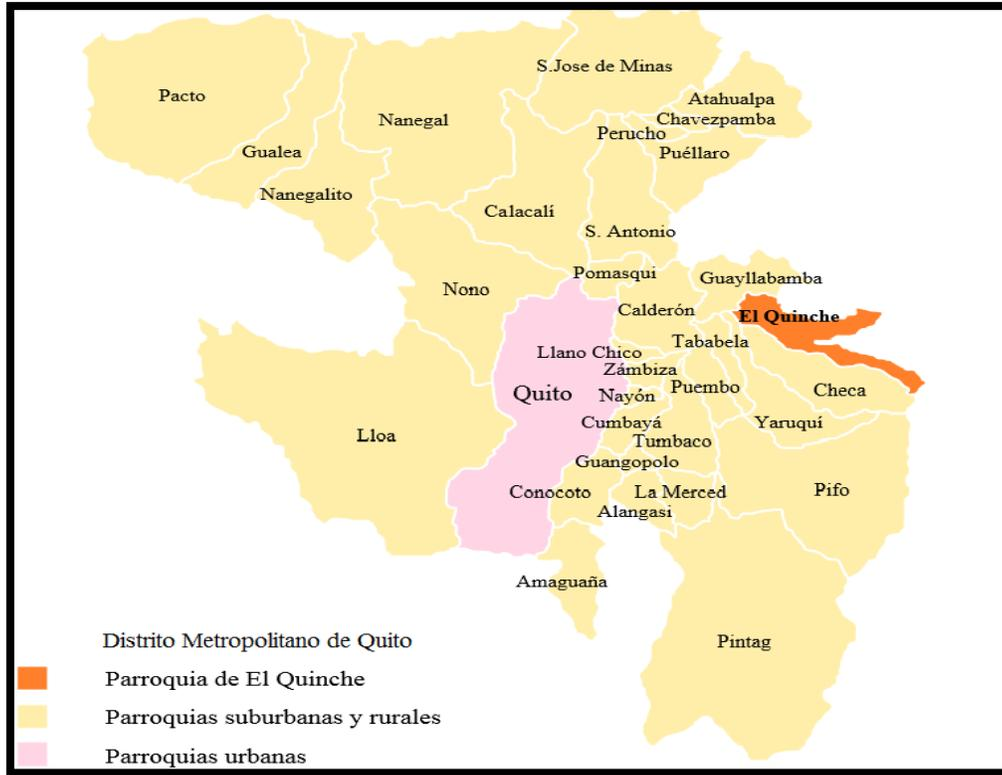 S.Jose de Minas
Pacto
Atahualpa
Nanegal
Chavezpamba
Perucho
Gualea
Puéllaro
Nanegalito
Calacalí
S. Antonio
Pomasqui
Guayllabamba
Nono
Calderón
El Quinche
Tababela
Llano Chico
Zámbiza
Puembo
Checa
Quito
Nayón
Cumbayá
Yaruquí
Lloa
Tumbaco
Guangopolo
Conocoto
La Merced
Pifo
Alangasi
Amaguaña
Pintag
Distrito Metropolitano de Quito
Parroquia de El Quinche
Parroquias suburbanas y rurales
Parroquias urbanas